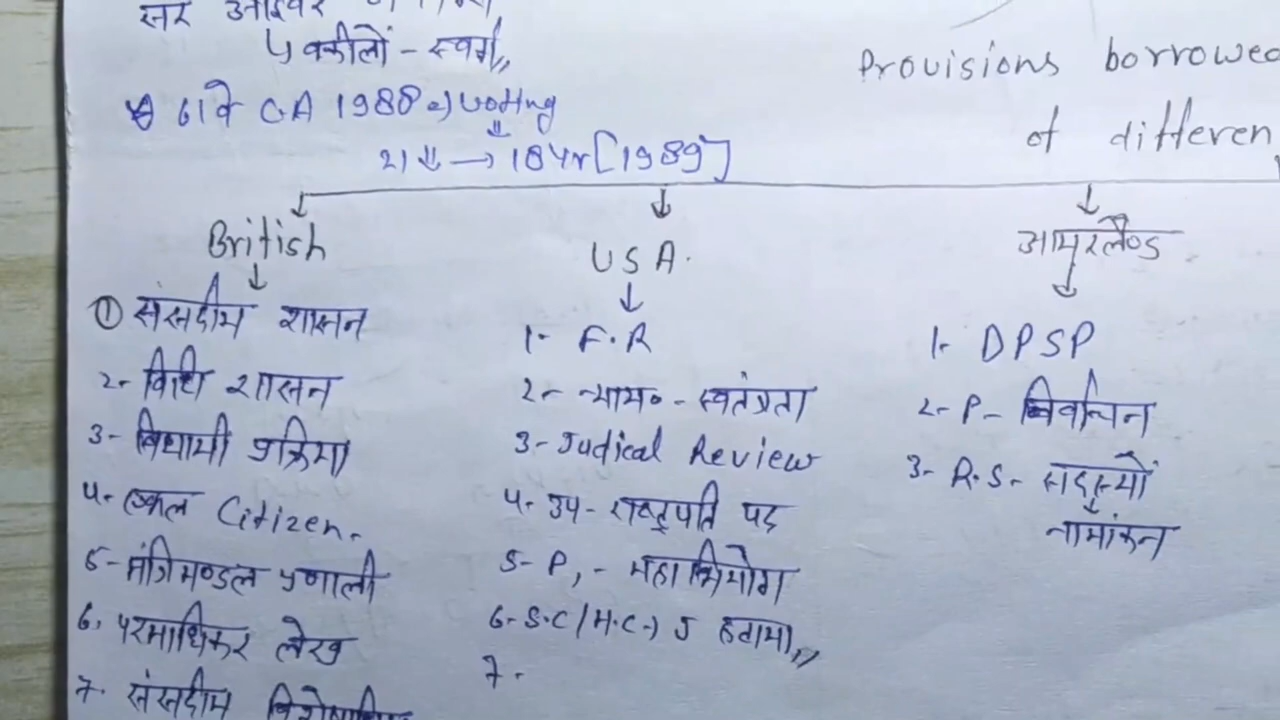 सर आइवर
↳ वकीलों - स्वर्ग,,
61वें CA 1988 → Voting
21 ⇓ → 18 Yr [1989]
Provisions borrowed
of differen
British
① संसदीय शासन
2- विधि शासन
3- विधायी प्रक्रिया
4- एकल Citizen.
5- मंत्रिमण्डल प्रणाली
6. परमाधिकर लेख
7. संसदीय
USA.
1- F.R
2- न्याय० - स्वतंत्रता
3- Judical Review
4- उप- राष्ट्रपति पद
5- P, - महाभियोग
6- S.C/H.C → J हटाया,,
7.
आयरलैण्ड
1. DPSP
2- P- निर्वाचन
3- R.S- सदस्यों
नामांकन